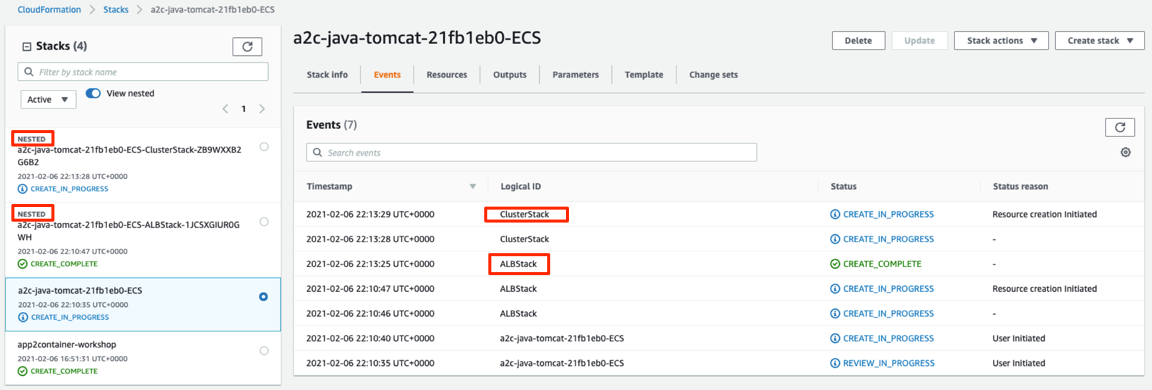 CloudFormation > Stacks > a2c-java-tomcat-21fb1eb0-ECS
Stacks (4)
Filter by stack name
Active
View nested
1
NESTED
a2c-java-tomcat-21fb1eb0-ECS-ClusterStack-ZB9WXXB2
G6B2
2021-02-06 22:13:28 UTC+0000
CREATE_IN_PROGRESS
NESTED
a2c-java-tomcat-21fb1eb0-ECS-ALBStack-1JCSXGIUR0G
WH
2021-02-06 22:10:47 UTC+0000
CREATE_COMPLETE
a2c-java-tomcat-21fb1eb0-ECS
2021-02-06 22:10:35 UTC+0000
CREATE_IN_PROGRESS
app2container-workshop
2021-02-06 16:51:31 UTC+0000
CREATE_COMPLETE
a2c-java-tomcat-21fb1eb0-ECS
Delete Update Stack actions Create stack
Stack info Events Resources Outputs Parameters Template Change sets
Events (7)
Search events
Timestamp Logical ID Status Status reason
2021-02-06 22:13:29 UTC+0000 ClusterStack CREATE_IN_PROGRESS Resource creation Initiated
2021-02-06 22:13:28 UTC+0000 ClusterStack CREATE_IN_PROGRESS -
2021-02-06 22:13:25 UTC+0000 ALBStack CREATE_COMPLETE -
2021-02-06 22:10:47 UTC+0000 ALBStack CREATE_IN_PROGRESS Resource creation Initiated
2021-02-06 22:10:46 UTC+0000 ALBStack CREATE_IN_PROGRESS -
2021-02-06 22:10:40 UTC+0000 a2c-java-tomcat-21fb1eb0-ECS CREATE_IN_PROGRESS User Initiated
2021-02-06 22:10:35 UTC+0000 a2c-java-tomcat-21fb1eb0-ECS REVIEW_IN_PROGRESS User Initiated